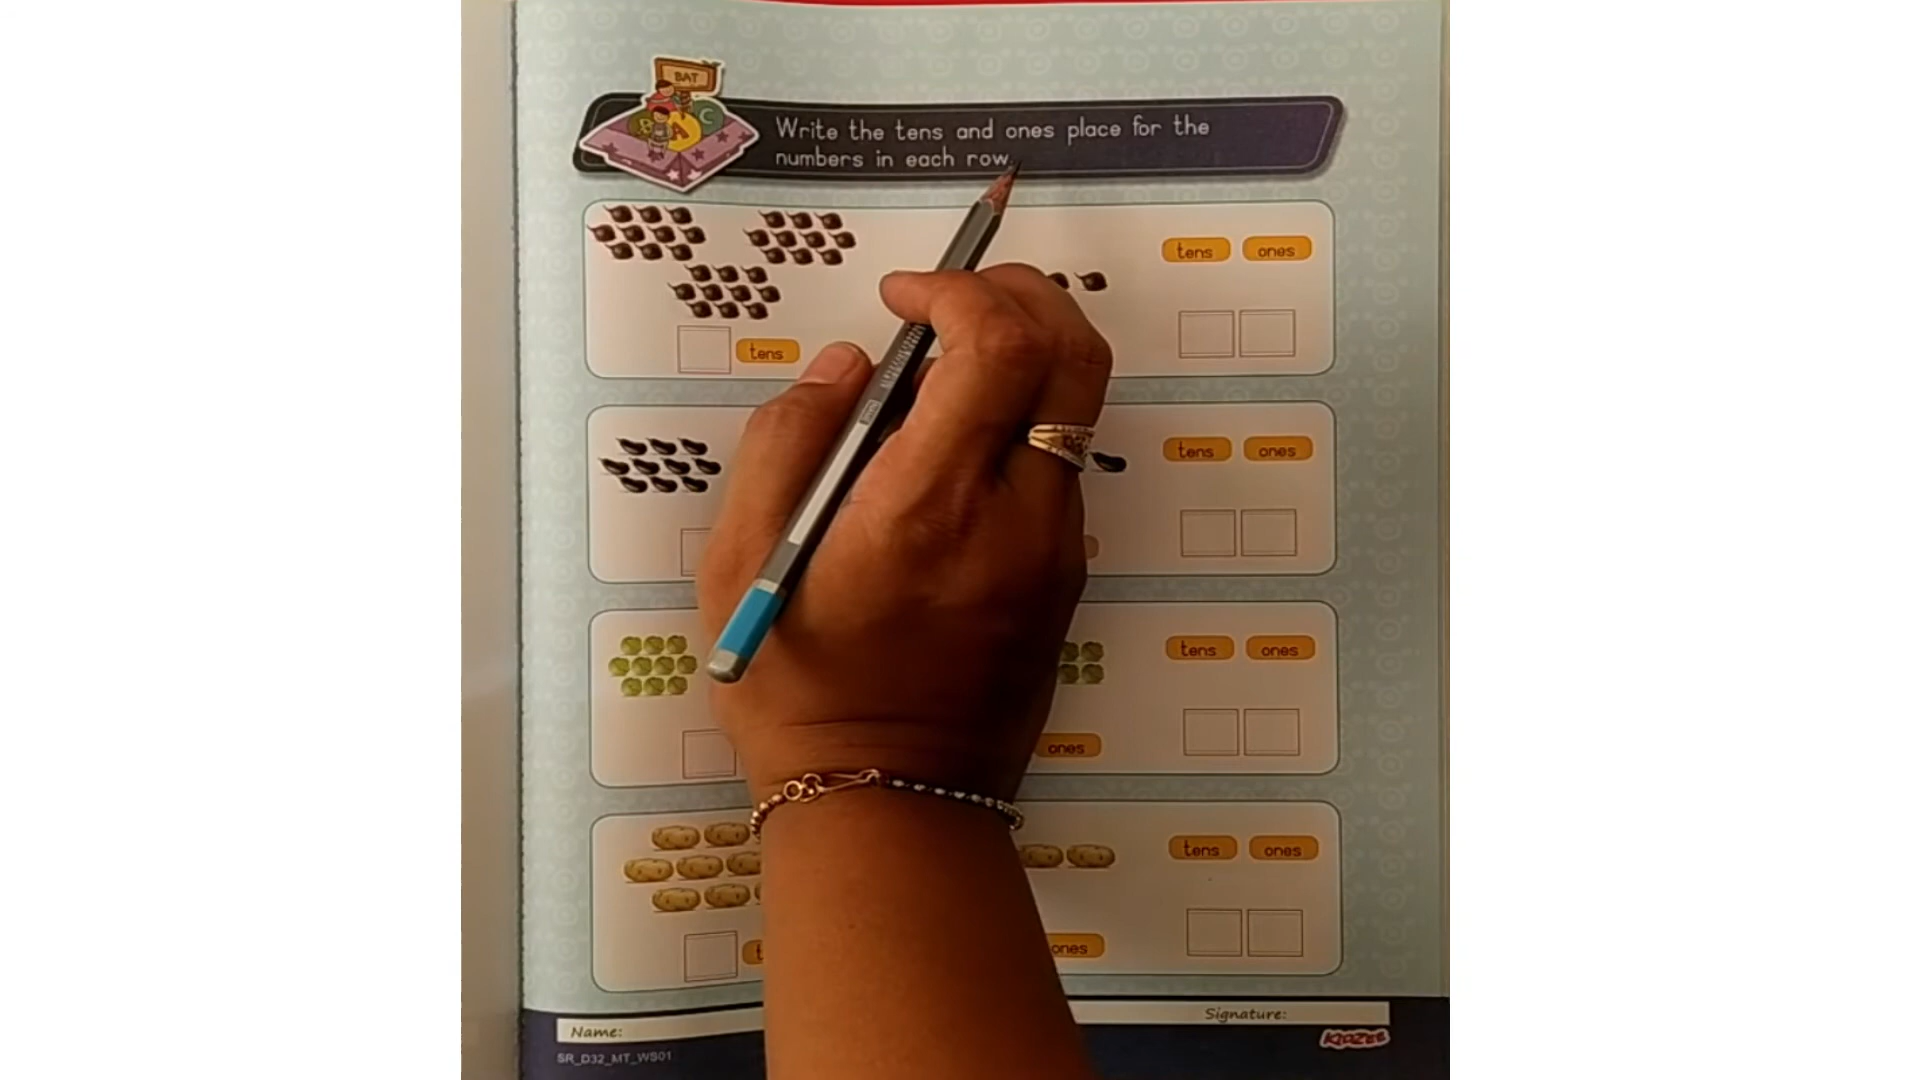 BAT
B A C
Write the tens and ones place for the
numbers in each row.
tens ones
tens
tens ones
tens ones
ones
tens ones
ones
Name:
Signature:
KIDZEE
SR_D32_MT_WS01